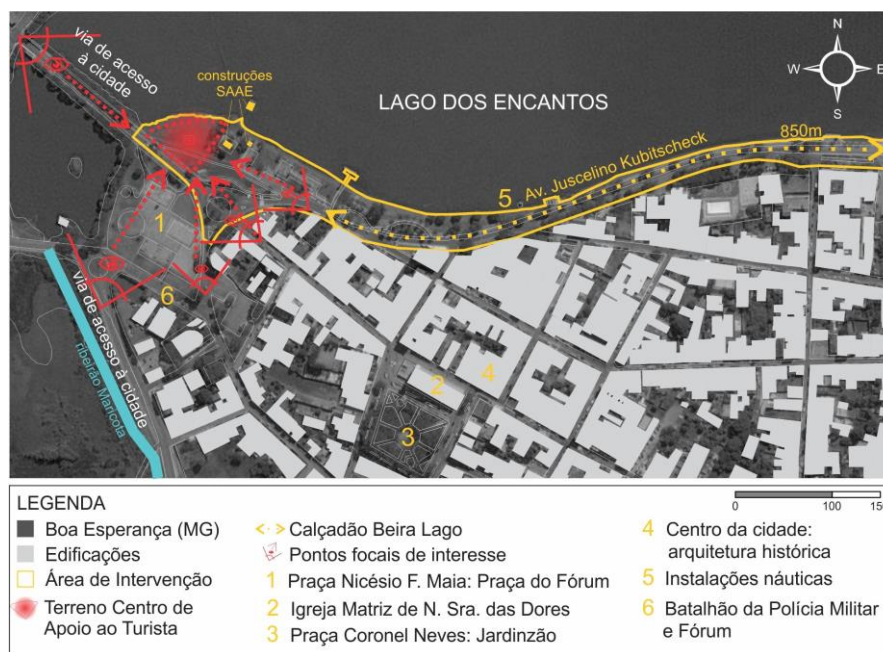 via de acesso
à cidade
construções
SAAE
LAGO DOS ENCANTOS
N
W
E
S
850m
5
Av. Juscelino Kubitscheck
1
6
via de acesso à cidade
ribeirão Maricota
2
4
3
LEGENDA
Boa Esperança (MG)
Edificações
Área de Intervenção
Terreno Centro de
Apoio ao Turista
Calçadão Beira Lago
Pontos focais de interesse
1 Praça Nicésio F. Maia: Praça do Fórum
2 Igreja Matriz de N. Sra. das Dores
3 Praça Coronel Neves: Jardinzão
0 100 150
4 Centro da cidade:
arquitetura histórica
5 Instalações náuticas
6 Batalhão da Polícia Militar
e Fórum